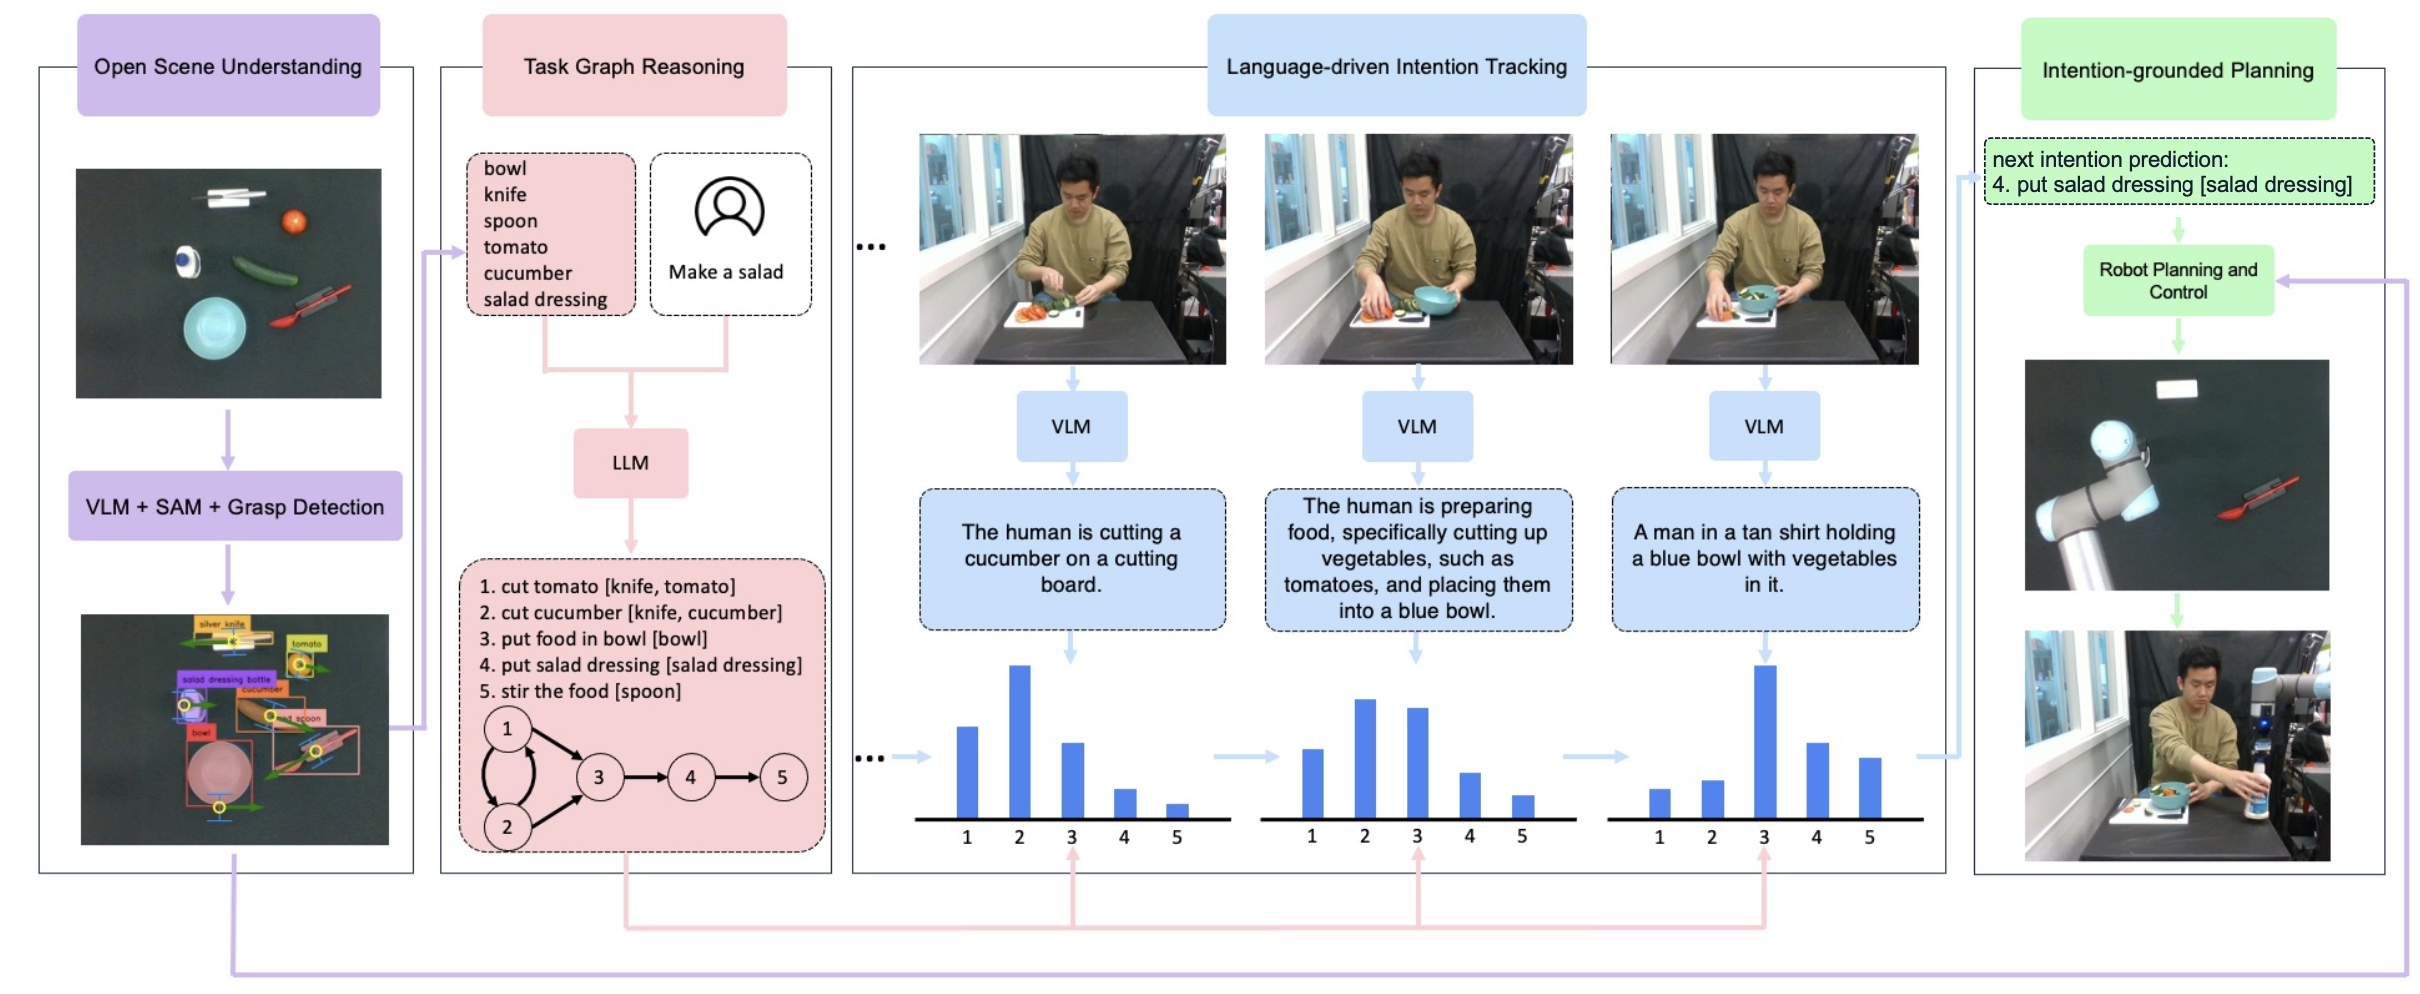 Open Scene Understanding
VLM + SAM + Grasp Detection
silver knife
tomato
salad dressing bottle
cucumber
red spoon
bowl
Task Graph Reasoning
bowl
knife
spoon
tomato
cucumber
salad dressing
Make a salad
LLM
1. cut tomato [knife, tomato]
2. cut cucumber [knife, cucumber]
3. put food in bowl [bowl]
4. put salad dressing [salad dressing]
5. stir the food [spoon]
1
2
3
4
5
Language-driven Intention Tracking
...
VLM
VLM
VLM
The human is cutting a
cucumber on a cutting
board.
The human is preparing
food, specifically cutting up
vegetables, such as
tomatoes, and placing them
into a blue bowl.
A man in a tan shirt holding
a blue bowl with vegetables
in it.
...
1 2 3 4 5
1 2 3 4 5
1 2 3 4 5
Intention-grounded Planning
next intention prediction:
4. put salad dressing [salad dressing]
Robot Planning and
Control